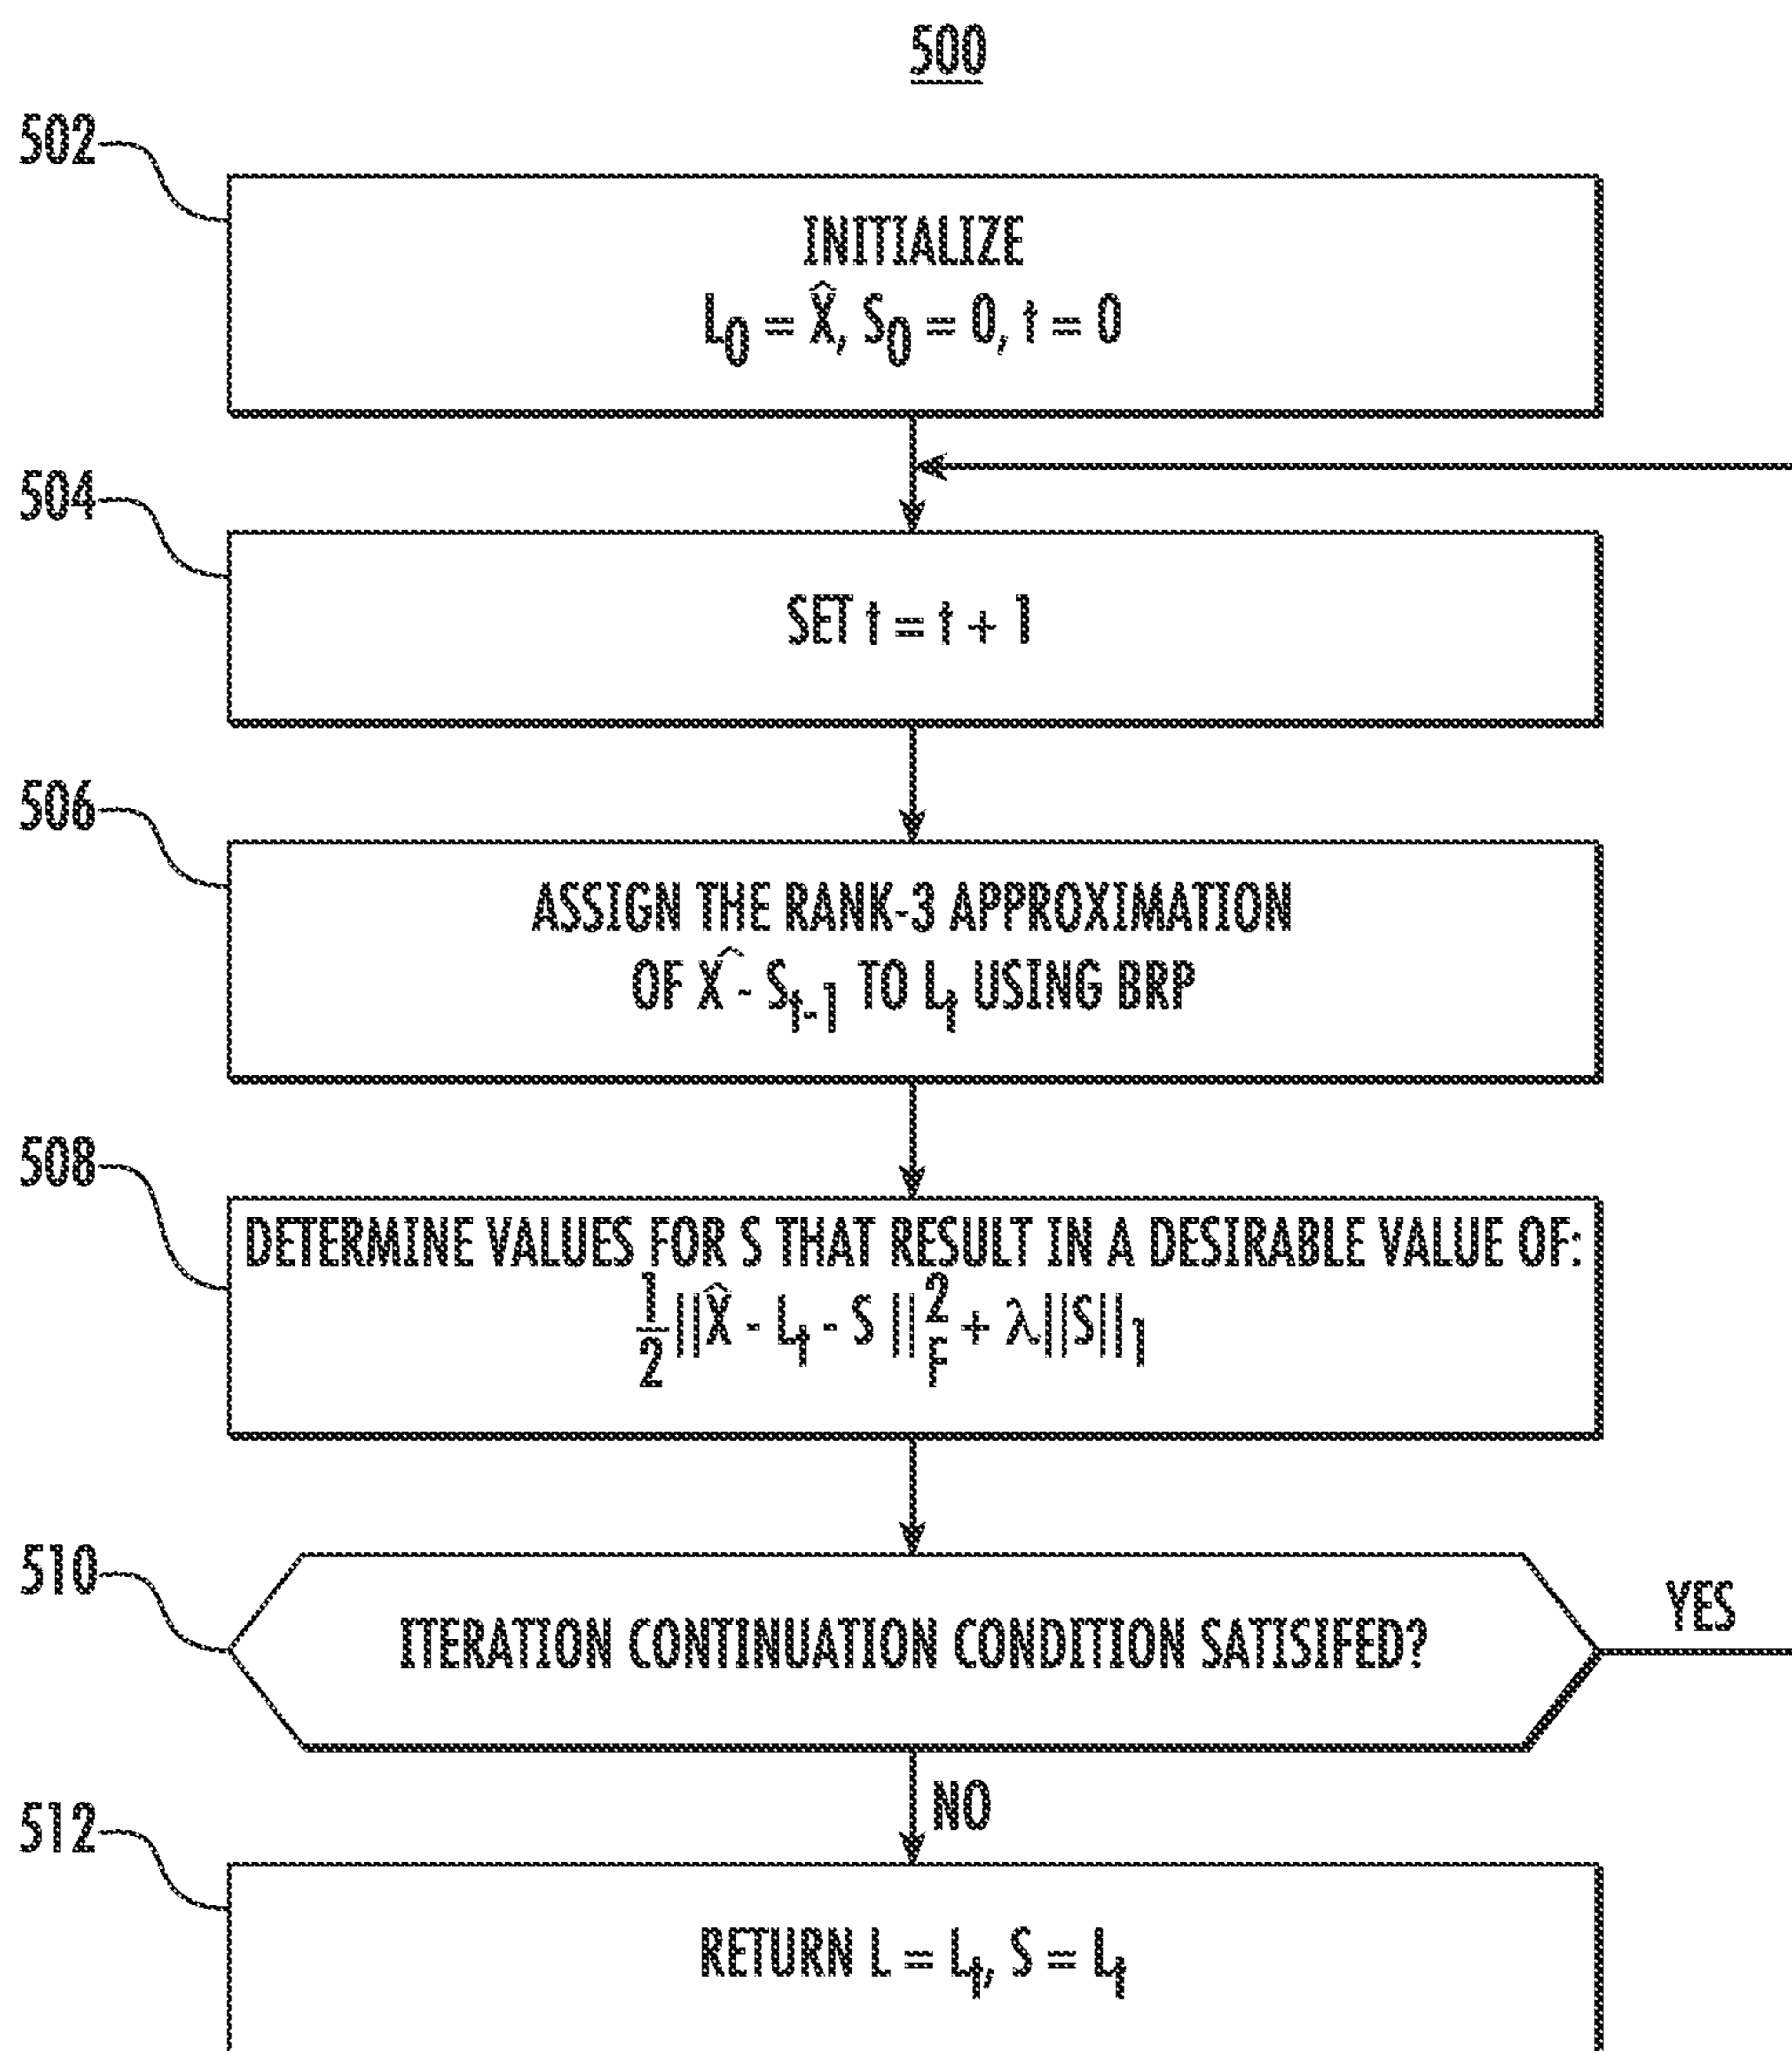 500
502
INITIALIZE
L₀ = X̂, S₀ = 0, t = 0
504
SET t = t + 1
506
ASSIGN THE RANK-3 APPROXIMATION
OF X̂ - Sₜ₋₁ TO Lₜ USING BRP
508
DETERMINE VALUES FOR S THAT RESULT IN A DESIRABLE VALUE OF:
1/2 ||X̂ - Lₜ - S ||²_F + λ||S||₁
510
ITERATION CONTINUATION CONDITION SATISIFED?
YES
NO
512
RETURN L = Lₜ, S = Lₜ